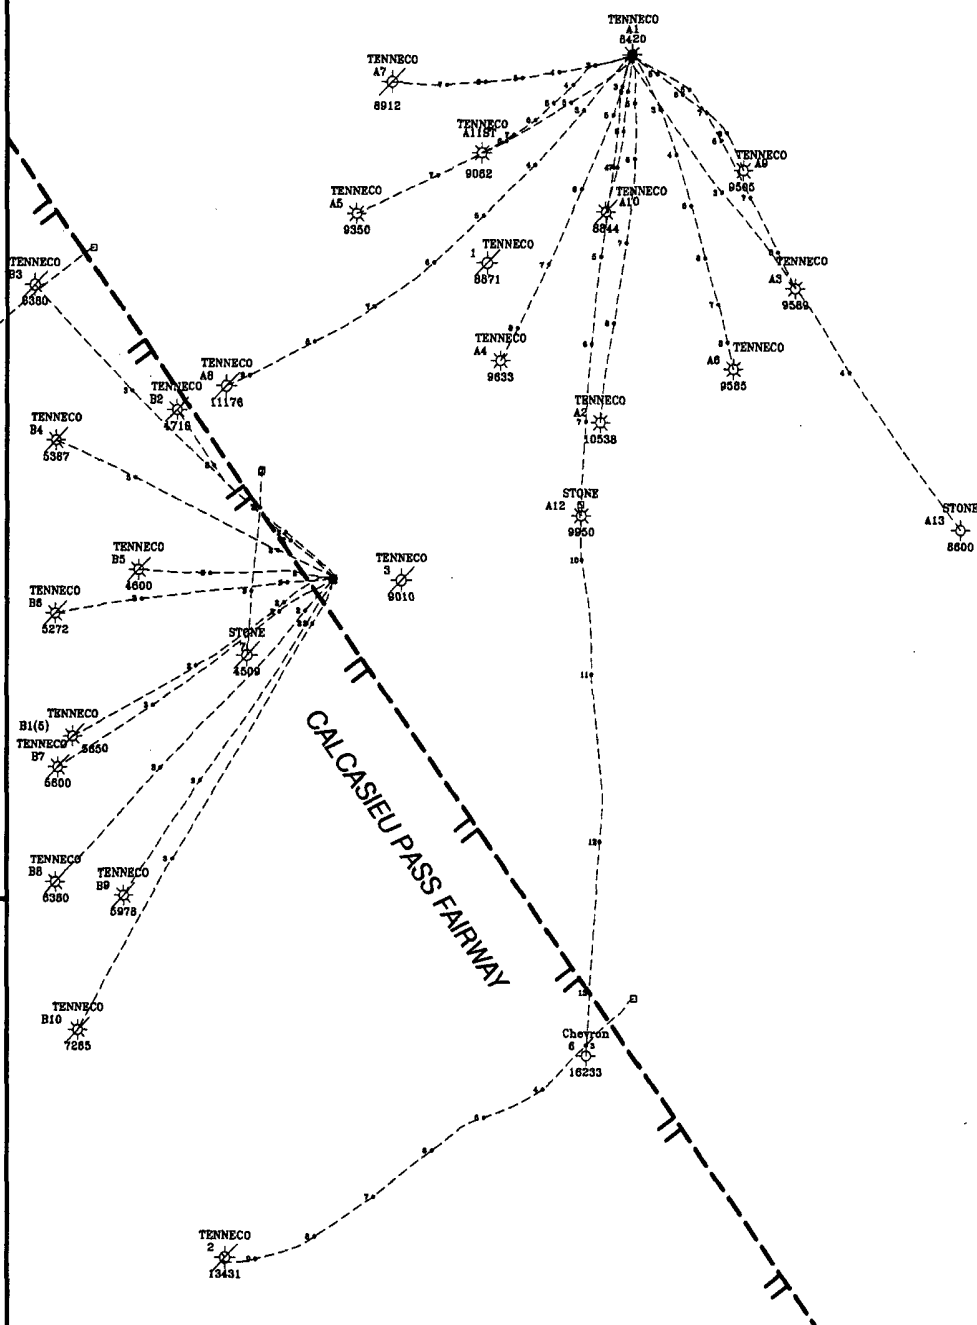 TENNECO
A1
8420
TENNECO
A7
8912
TENNECO
A11ST
9062
TENNECO
A5
9350
TENNECO
A10
8844
TENNECO
A9
9585
1
8871
TENNECO
A3
9589
TENNECO
B3
6380
TENNECO
A4
9633
TENNECO
A6
9585
TENNECO
A8
11176
TENNECO
B2
4718
TENNECO
A2
10538
TENNECO
B4
5387
STONE
A12
9950
STONE
A13
8600
TENNECO
B5
4600
TENNECO
3
9010
TENNECO
B6
5272
STONE
7
4509
TENNECO
B1(5)
5650
TENNECO
B7
5600
CALCASIEU PASS FAIRWAY
TENNECO
B8
6380
TENNECO
B9
5978
TENNECO
B10
7265
Chevron
6
16233
TENNECO
2
13431